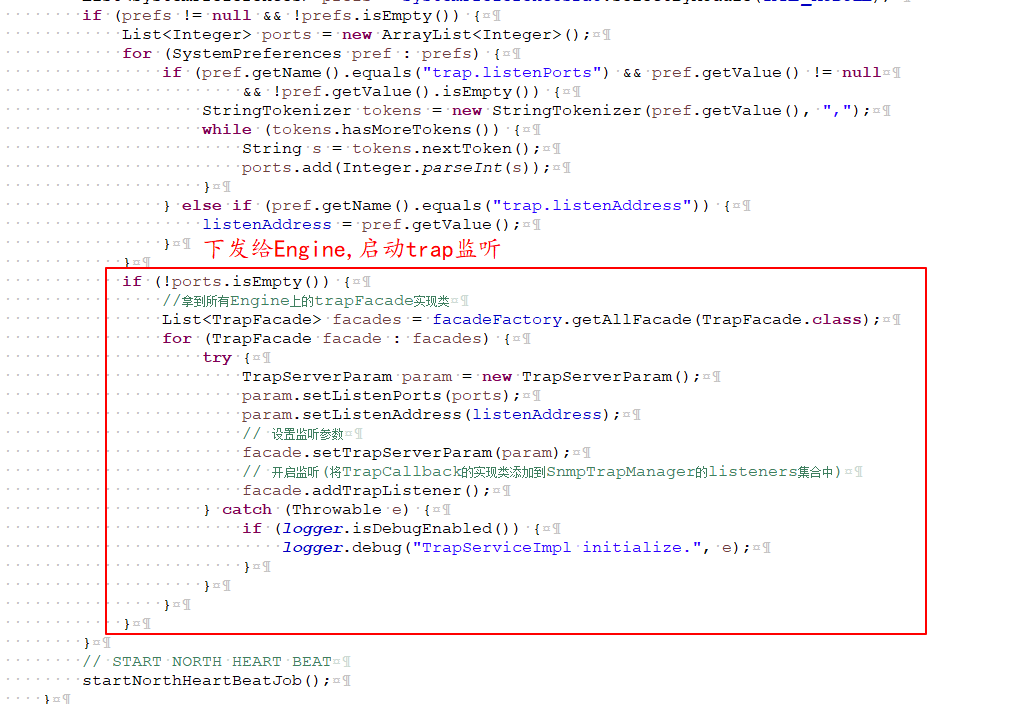 if (prefs != null && !prefs.isEmpty()) {
List<Integer> ports = new ArrayList<Integer>();
for (SystemPreferences pref : prefs) {
if (pref.getName().equals("trap.listenPorts") && pref.getValue() != null
&& !pref.getValue().isEmpty()) {
StringTokenizer tokens = new StringTokenizer(pref.getValue(), ",");
while (tokens.hasMoreTokens()) {
String s = tokens.nextToken();
ports.add(Integer.parseInt(s));
}
} else if (pref.getName().equals("trap.listenAddress")) {
listenAddress = pref.getValue();
}
下发给Engine,启动trap监听
}
if (!ports.isEmpty()) {
//拿到所有Engine上的trapFacade实现类
List<TrapFacade> facades = facadeFactory.getAllFacade(TrapFacade.class);
for (TrapFacade facade : facades) {
try {
TrapServerParam param = new TrapServerParam();
param.setListenPorts(ports);
param.setListenAddress(listenAddress);
// 设置监听参数
facade.setTrapServerParam(param);
// 开启监听(将TrapCallback的实现类添加到SnmpTrapManager的listeners集合中)
facade.addTrapListener();
} catch (Throwable e) {
if (logger.isDebugEnabled()) {
logger.debug("TrapServiceImpl initialize.", e);
}
}
}
}
}
// START NORTH HEART BEAT
startNorthHeartBeatJob();
}